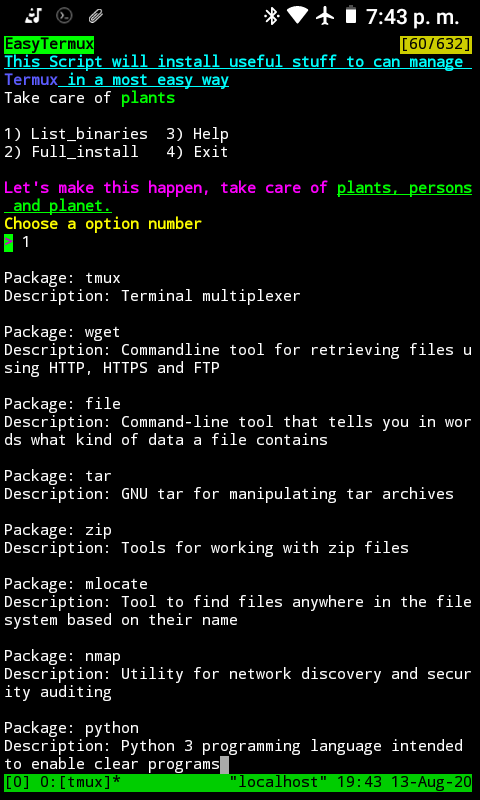 7:43 p. m.
EasyTermux [60/632]
This Script will install useful stuff to can manage
Termux in a most easy way
Take care of plants
1) List_binaries  3) Help
2) Full_install   4) Exit
Let's make this happen, take care of plants, persons
 and planet.
Choose a option number
> 1
Package: tmux
Description: Terminal multiplexer
Package: wget
Description: Commandline tool for retrieving files u
sing HTTP, HTTPS and FTP
Package: file
Description: Command-line tool that tells you in wor
ds what kind of data a file contains
Package: tar
Description: GNU tar for manipulating tar archives
Package: zip
Description: Tools for working with zip files
Package: mlocate
Description: Tool to find files anywhere in the file
system based on their name
Package: nmap
Description: Utility for network discovery and secur
ity auditing
Package: python
Description: Python 3 programming language intended
to enable clear programs
[0] 0:[tmux]* "localhost" 19:43 13-Aug-20